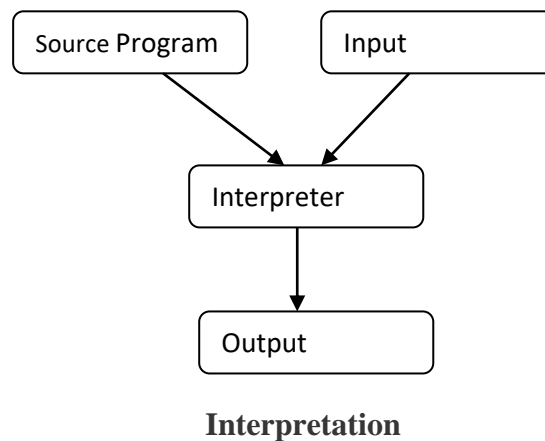 Source Program
Input
Interpreter
Output
Interpretation